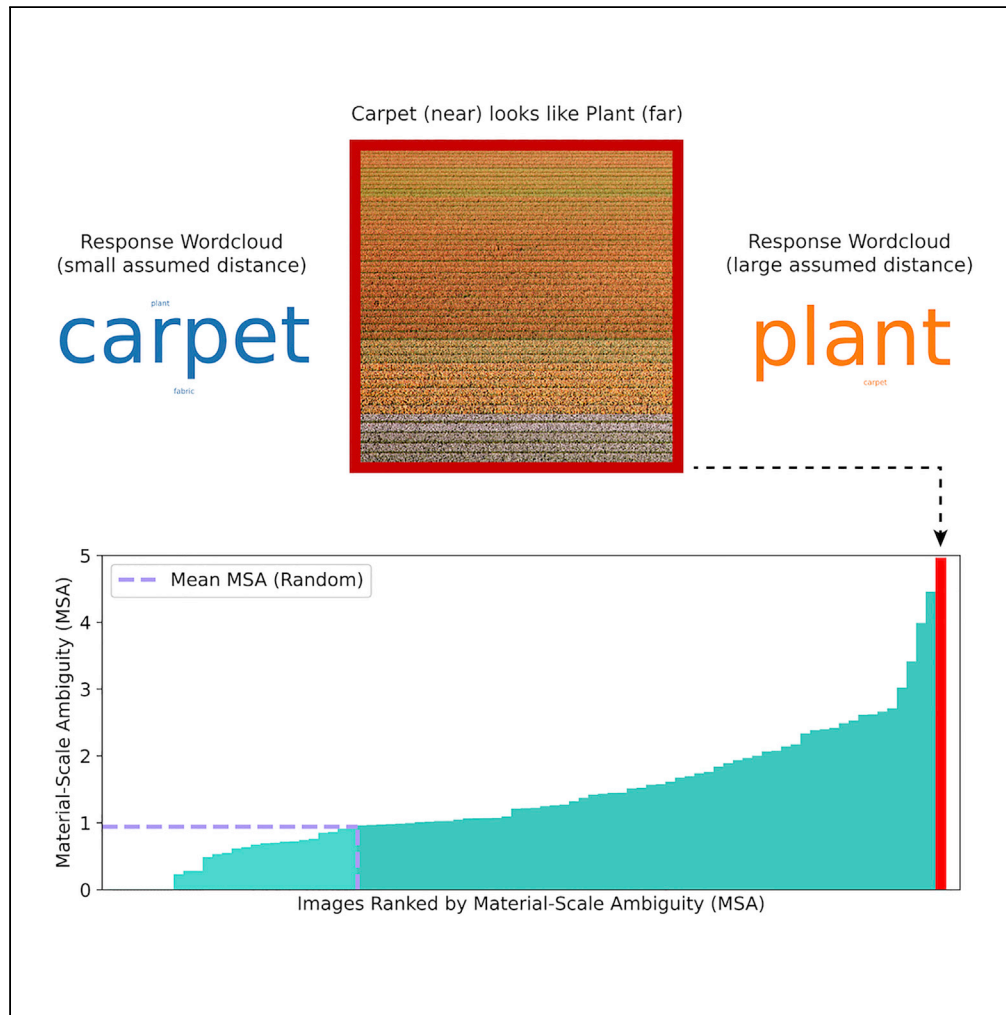 Carpet (near) looks like Plant (far)
Response Wordcloud
(small assumed distance)
plant
carpet
fabric
Response Wordcloud
(large assumed distance)
plant
carpet
5
4
3
2
1
0
Material-Scale Ambiguity (MSA)
Mean MSA (Random)
Images Ranked by Material-Scale Ambiguity (MSA)